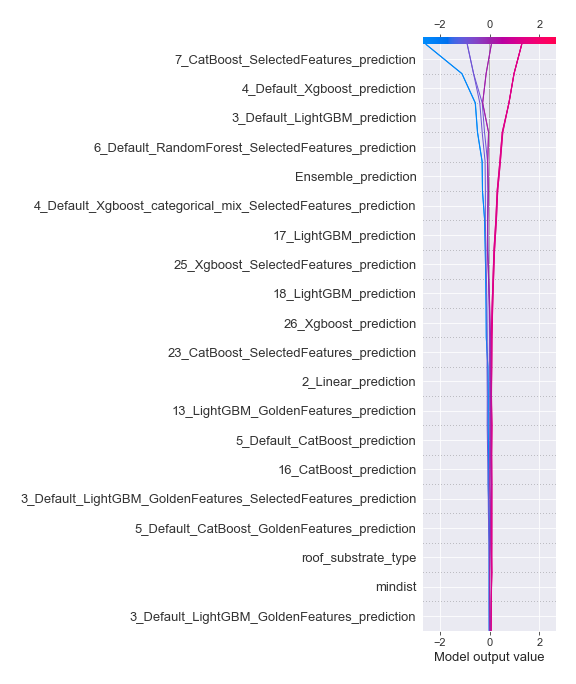 −2 0 2
7_CatBoost_SelectedFeatures_prediction
4_Default_Xgboost_prediction
3_Default_LightGBM_prediction
6_Default_RandomForest_SelectedFeatures_prediction
Ensemble_prediction
4_Default_Xgboost_categorical_mix_SelectedFeatures_prediction
17_LightGBM_prediction
25_Xgboost_SelectedFeatures_prediction
18_LightGBM_prediction
26_Xgboost_prediction
23_CatBoost_SelectedFeatures_prediction
2_Linear_prediction
13_LightGBM_GoldenFeatures_prediction
5_Default_CatBoost_prediction
16_CatBoost_prediction
3_Default_LightGBM_GoldenFeatures_SelectedFeatures_prediction
5_Default_CatBoost_GoldenFeatures_prediction
roof_substrate_type
mindist
3_Default_LightGBM_GoldenFeatures_prediction
−2 0 2
Model output value